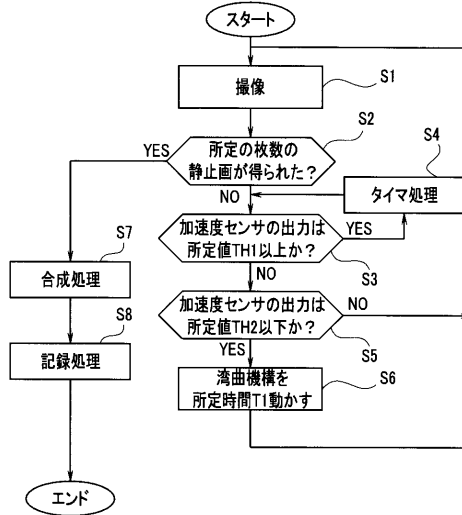 スタート
撮像
S1
S2
所定の枚数の
静止画が得られた?
YES
NO
S4
タイマ処理
加速度センサの出力は
所定値TH1以上か?
YES
S3
NO
S7
合成処理
加速度センサの出力は
所定値TH2以下か?
NO
S5
YES
S8
記録処理
湾曲機構を
所定時間T1動かす
S6
エンド